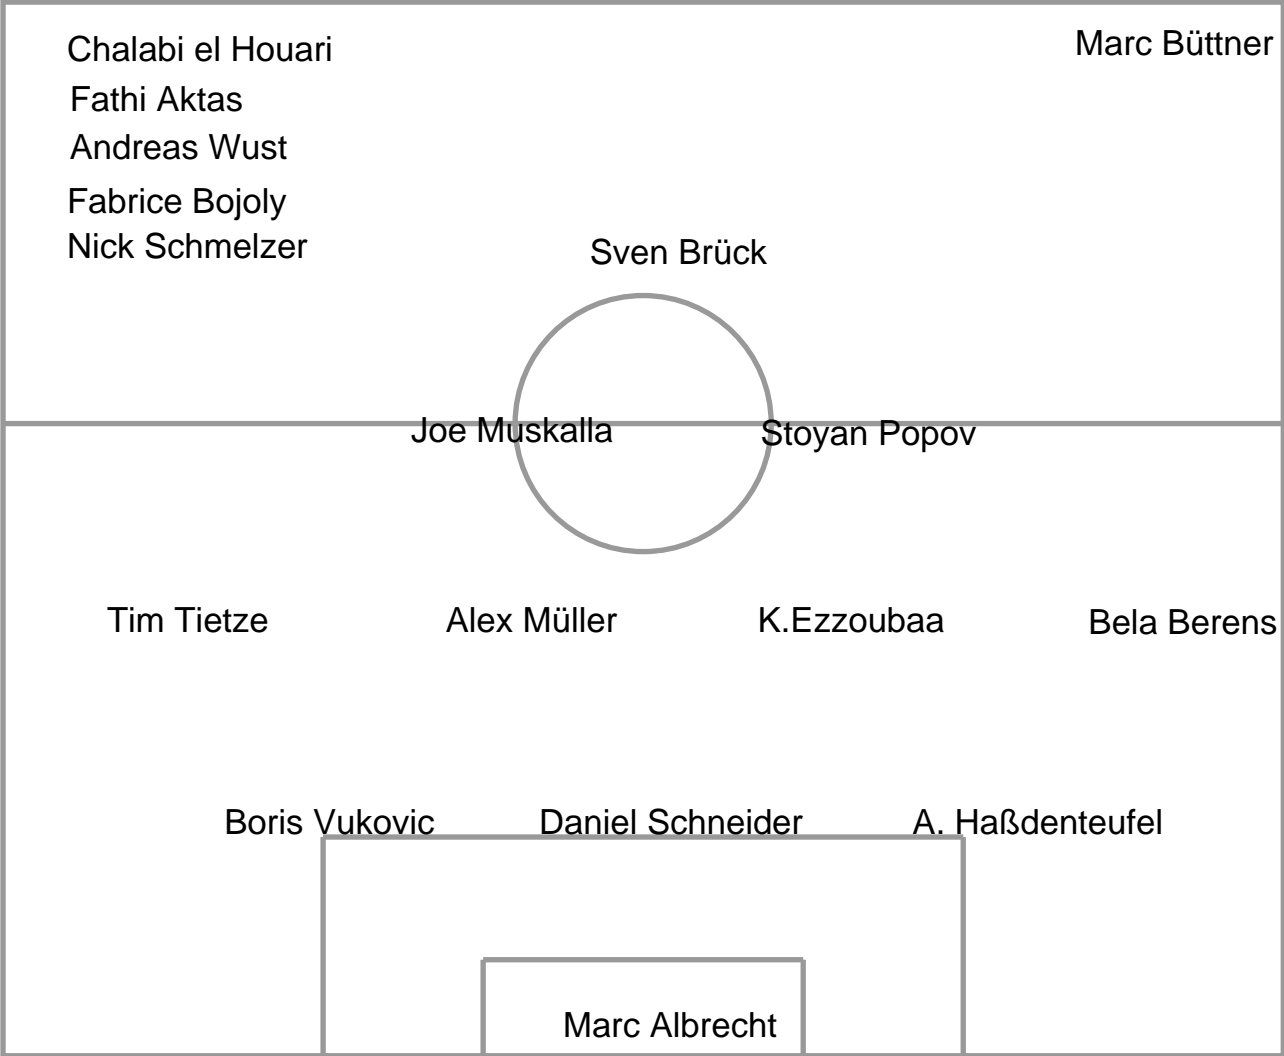 Chalabi el Houari
Marc Büttner
Fathi Aktas
Andreas Wust
Fabrice Bojoly
Nick Schmelzer
Sven Brück
Joe Muskalla
Stoyan Popov
Tim Tietze
Alex Müller
K.Ezzoubaa
Bela Berens
Boris Vukovic
Daniel Schneider
A. Haßdenteufel
Marc Albrecht